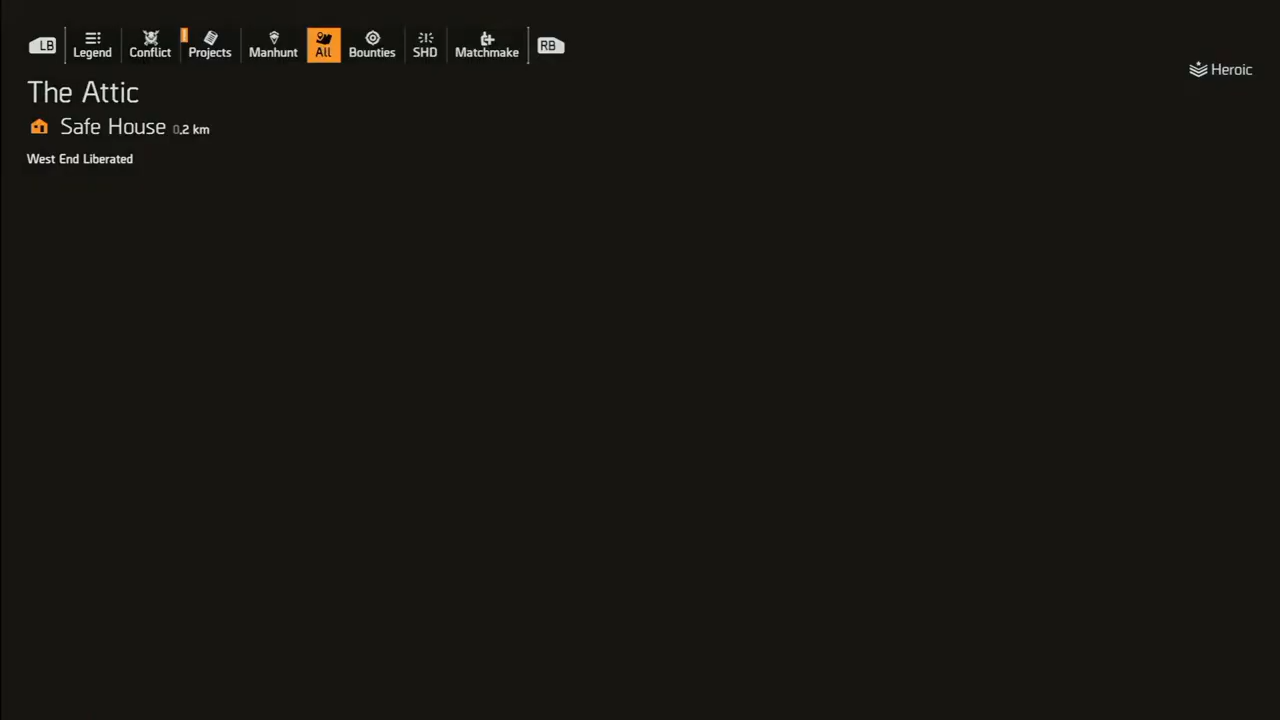 LB Legend Conflict Projects Manhunt All Bounties SHD Matchmake RB
Heroic
The Attic
Safe House 0.2 km
West End Liberated